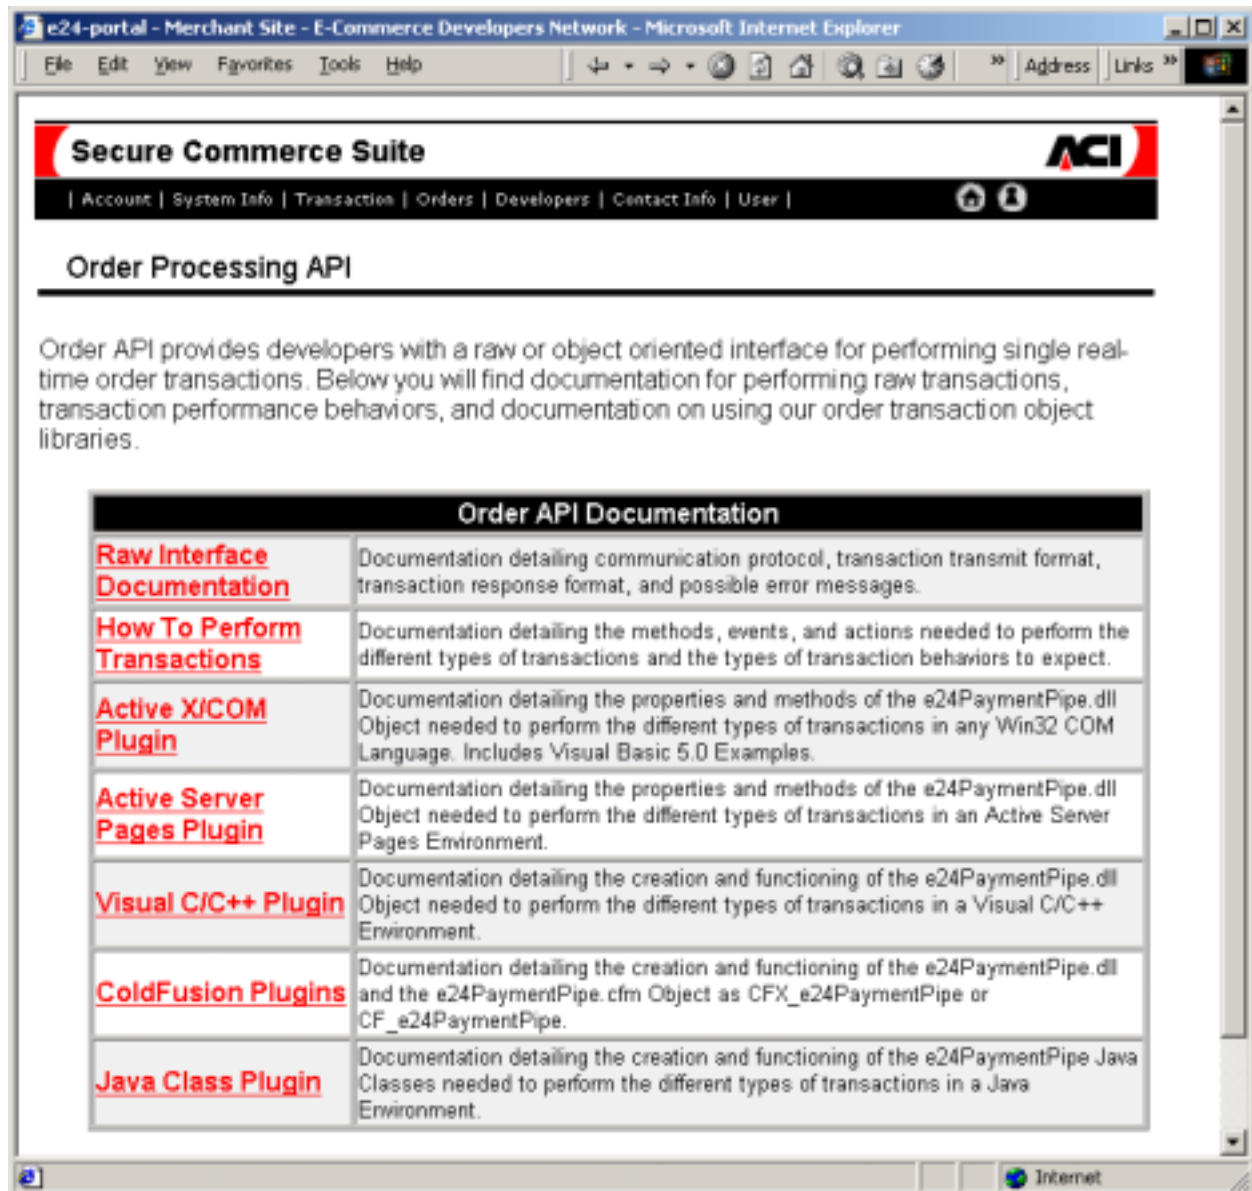 e24-portal - Merchant Site - E-Commerce Developers Network - Microsoft Internet Explorer
File Edit View Favorites Tools Help » Address Links »
Secure Commerce Suite ACI
| Account | System Info | Transaction | Orders | Developers | Contact Info | User |
Order Processing API
Order API provides developers with a raw or object oriented interface for performing single real-
time order transactions. Below you will find documentation for performing raw transactions,
transaction performance behaviors, and documentation on using our order transaction object
libraries.
Order API Documentation
Raw Interface
Documentation
Documentation detailing communication protocol, transaction transmit format,
transaction response format, and possible error messages.
How To Perform
Transactions
Documentation detailing the methods, events, and actions needed to perform the
different types of transactions and the types of transaction behaviors to expect.
Active X/COM
Plugin
Documentation detailing the properties and methods of the e24PaymentPipe.dll
Object needed to perform the different types of transactions in any Win32 COM
Language. Includes Visual Basic 5.0 Examples.
Active Server
Pages Plugin
Documentation detailing the properties and methods of the e24PaymentPipe.dll
Object needed to perform the different types of transactions in an Active Server
Pages Environment.
Visual C/C++ Plugin
Documentation detailing the creation and functioning of the e24PaymentPipe.dll
Object needed to perform the different types of transactions in a Visual C/C++
Environment.
ColdFusion Plugins
Documentation detailing the creation and functioning of the e24PaymentPipe.dll
and the e24PaymentPipe.cfm Object as CFX_e24PaymentPipe or
CF_e24PaymentPipe.
Java Class Plugin
Documentation detailing the creation and functioning of the e24PaymentPipe Java
Classes needed to perform the different types of transactions in a Java
Environment.
Internet